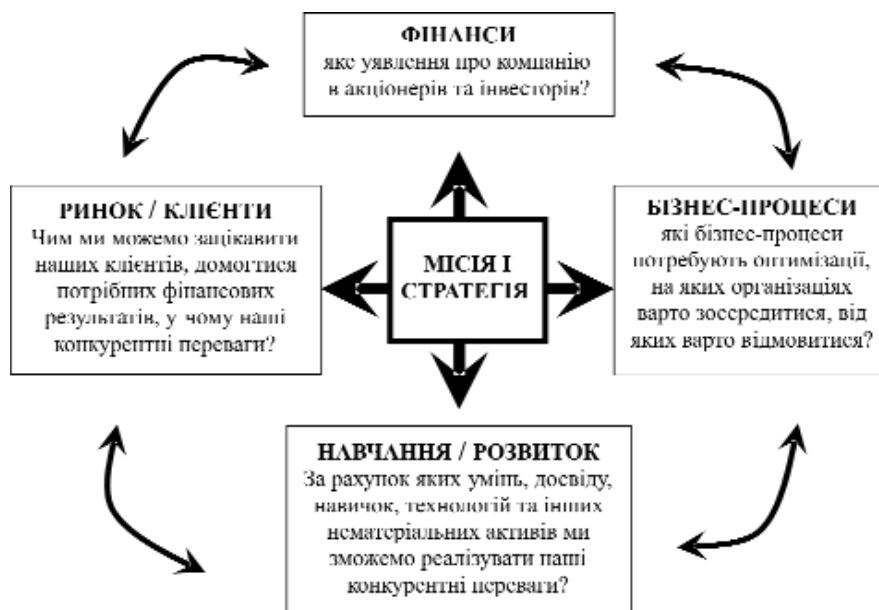 ФІНАНСИ
яке уявлення про компанію
в акціонерів та інвесторів?
РИНОК / КЛІЄНТИ
Чим ми можемо зацікавити
наших клієнтів, домогтися
потрібних фінансових
результатів, у чому наші
конкурентні переваги?
МІСІЯ І
СТРАТЕГІЯ
БІЗНЕС-ПРОЦЕСИ
які бізнес-процеси
потребують оптимізації,
на яких організаціях
варто зосередитися, від
яких варто відмовитися?
НАВЧАННЯ / РОЗВИТОК
За рахунок яких умінь, досвіду,
навичок, технологій та інших
нематеріальних активів ми
зможемо реалізувати наші
конкурентні переваги?